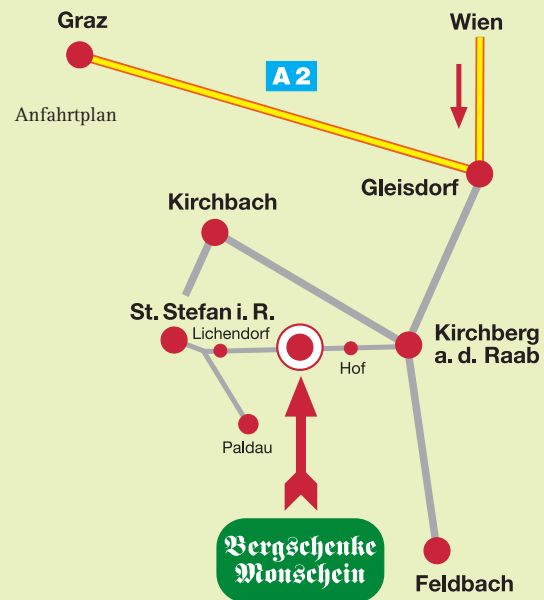 Graz
Wien
A 2
Anfahrtplan
Gleisdorf
Kirchbach
St. Stefan i. R.
Lichendorf
Hof
Kirchberg
a. d. Raab
Paldau
Bergschenke
Monschein
Feldbach